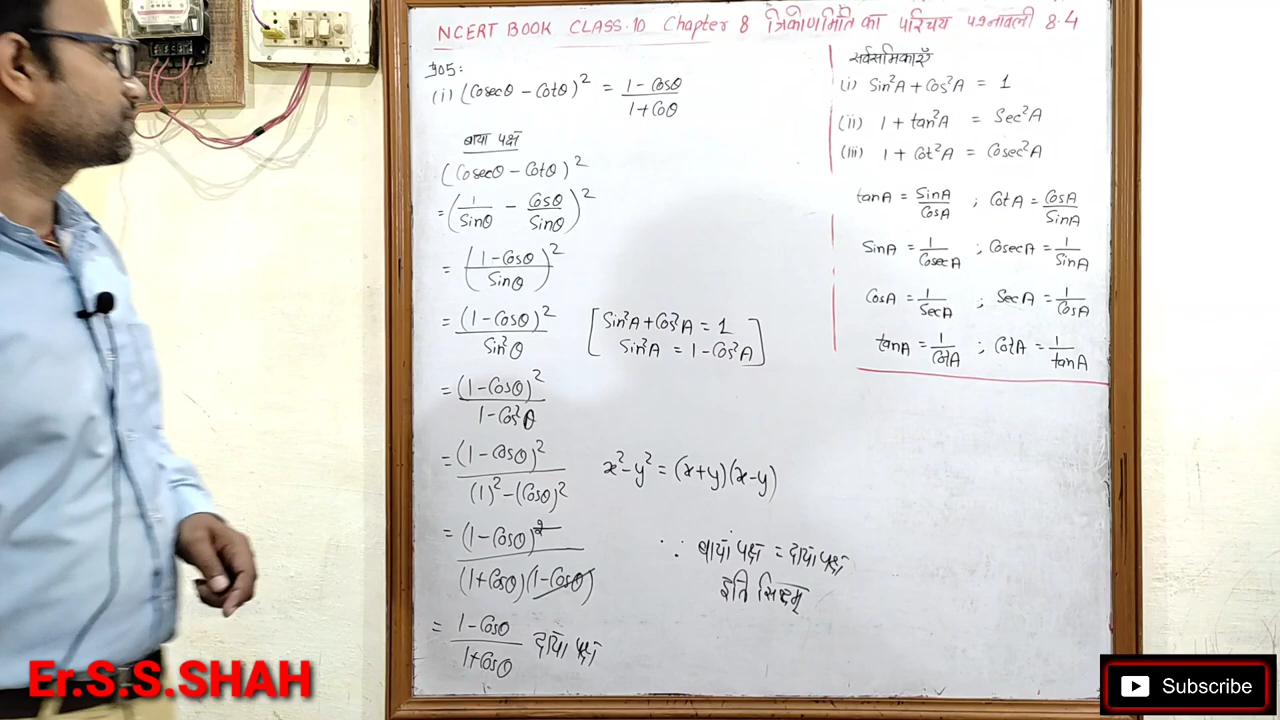 NCERT BOOK CLASS.10 Chapter 8 त्रिकोणमिति का परिचय प्रश्नावली 8.4
प्र05:
(i) (Cosecθ - Cotθ)² = (1 - Cosθ)/(1 + Coθ)
बाया पक्ष
(Cosecθ - Cotθ)²
= (1/Sinθ - Cosθ/Sinθ)²
= ((1 - Cosθ)/Sinθ)²
= (1 - Cosθ)²/Sin²θ [Sin²A + Cos²A = 1
Sin²A = 1 - Cos²A]
= (1 - Cosθ)²/1 - Cos²θ
= (1 - Cosθ)²/(1)² - (Cosθ)² x² - y² = (x+y)(x-y)
= (1 - Cosθ)²/(1+Cosθ)(1-Cosθ)
= 1 - Cosθ/1 + Cosθ दायां पक्ष
∵ बायां पक्ष = दायां पक्ष
इति सिद्धम्
सर्वसमिकाएँ
(i) Sin²A + Cos²A = 1
(ii) 1 + tan²A = Sec²A
(iii) 1 + Cot²A = Cosec²A
tanA = SinA/CosA ; CotA = CosA/SinA
SinA = 1/CosecA ; CosecA = 1/SinA
CosA = 1/SecA ; SecA = 1/CosA
tanA = 1/CotA ; CotA = 1/tanA
Er.S.S.SHAH
Subscribe